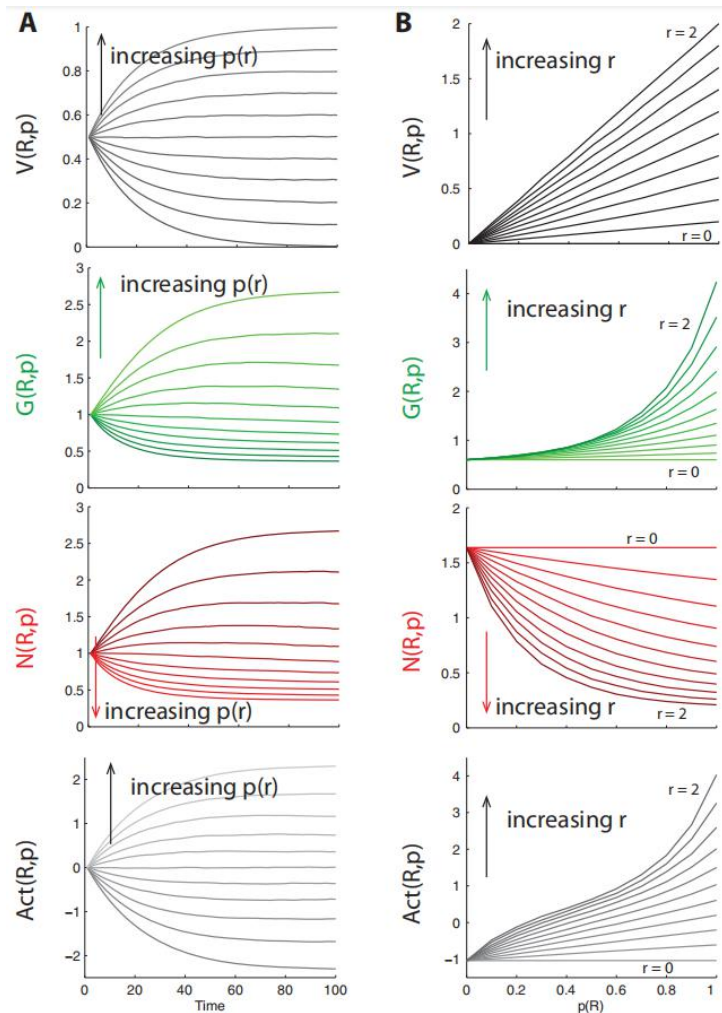 A
B
V(R,p)
1
0.8
0.6
0.4
0.2
0
increasing p(r)
V(R,p)
2
1.5
1
0.5
0
increasing r
r = 2
r = 0
G(R,p)
3
2.5
2
1.5
1
0.5
0
increasing p(r)
G(R,p)
4
3
2
1
0
increasing r
r = 2
r = 0
N(R,p)
3
2.5
2
1.5
1
0.5
0
increasing p(r)
N(R,p)
2
1.5
1
0.5
0
r = 0
increasing r
r = 2
Act(R,p)
2
1
0
−1
−2
increasing p(r)
0 20 40 60 80 100
Time
Act(R,p)
4
3
2
1
0
−1
increasing r
r = 2
r = 0
0 0.2 0.4 0.6 0.8 1
p(R)